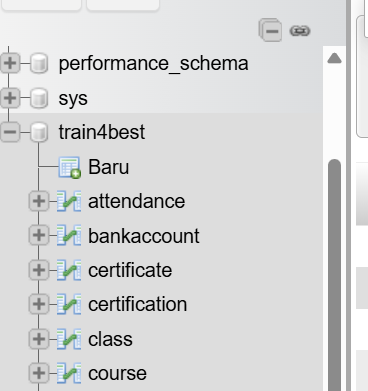 performance_schema
sys
train4best
Baru
attendance
bankaccount
certificate
certification
class
course